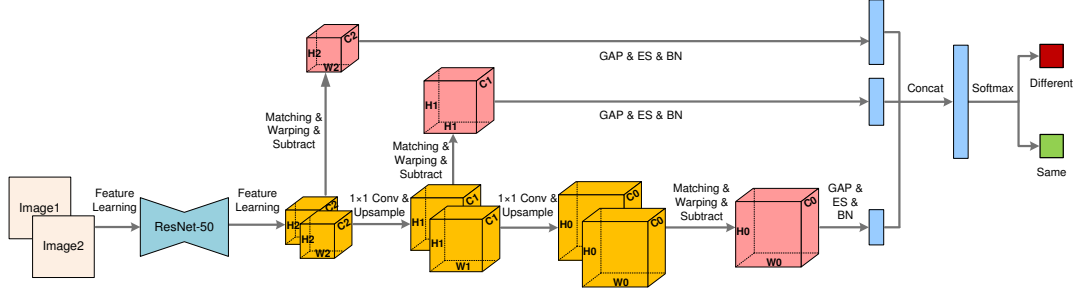 Image1
Image2
Feature
Learning
ResNet-50
Feature
Learning
C2
H2
W2
Matching &
Warping &
Subtract
C2
H2
C2
H2
W2
1×1 Conv &
Upsample
C1
H1
H1
Matching &
Warping &
Subtract
C1
H1
C1
H1
W1
1×1 Conv &
Upsample
C0
H0
C0
H0
W0
Matching &
Warping &
Subtract
C0
H0
W0
GAP
& ES
&
BN
GAP & ES & BN
GAP & ES & BN
Concat
Softmax
Different
Same